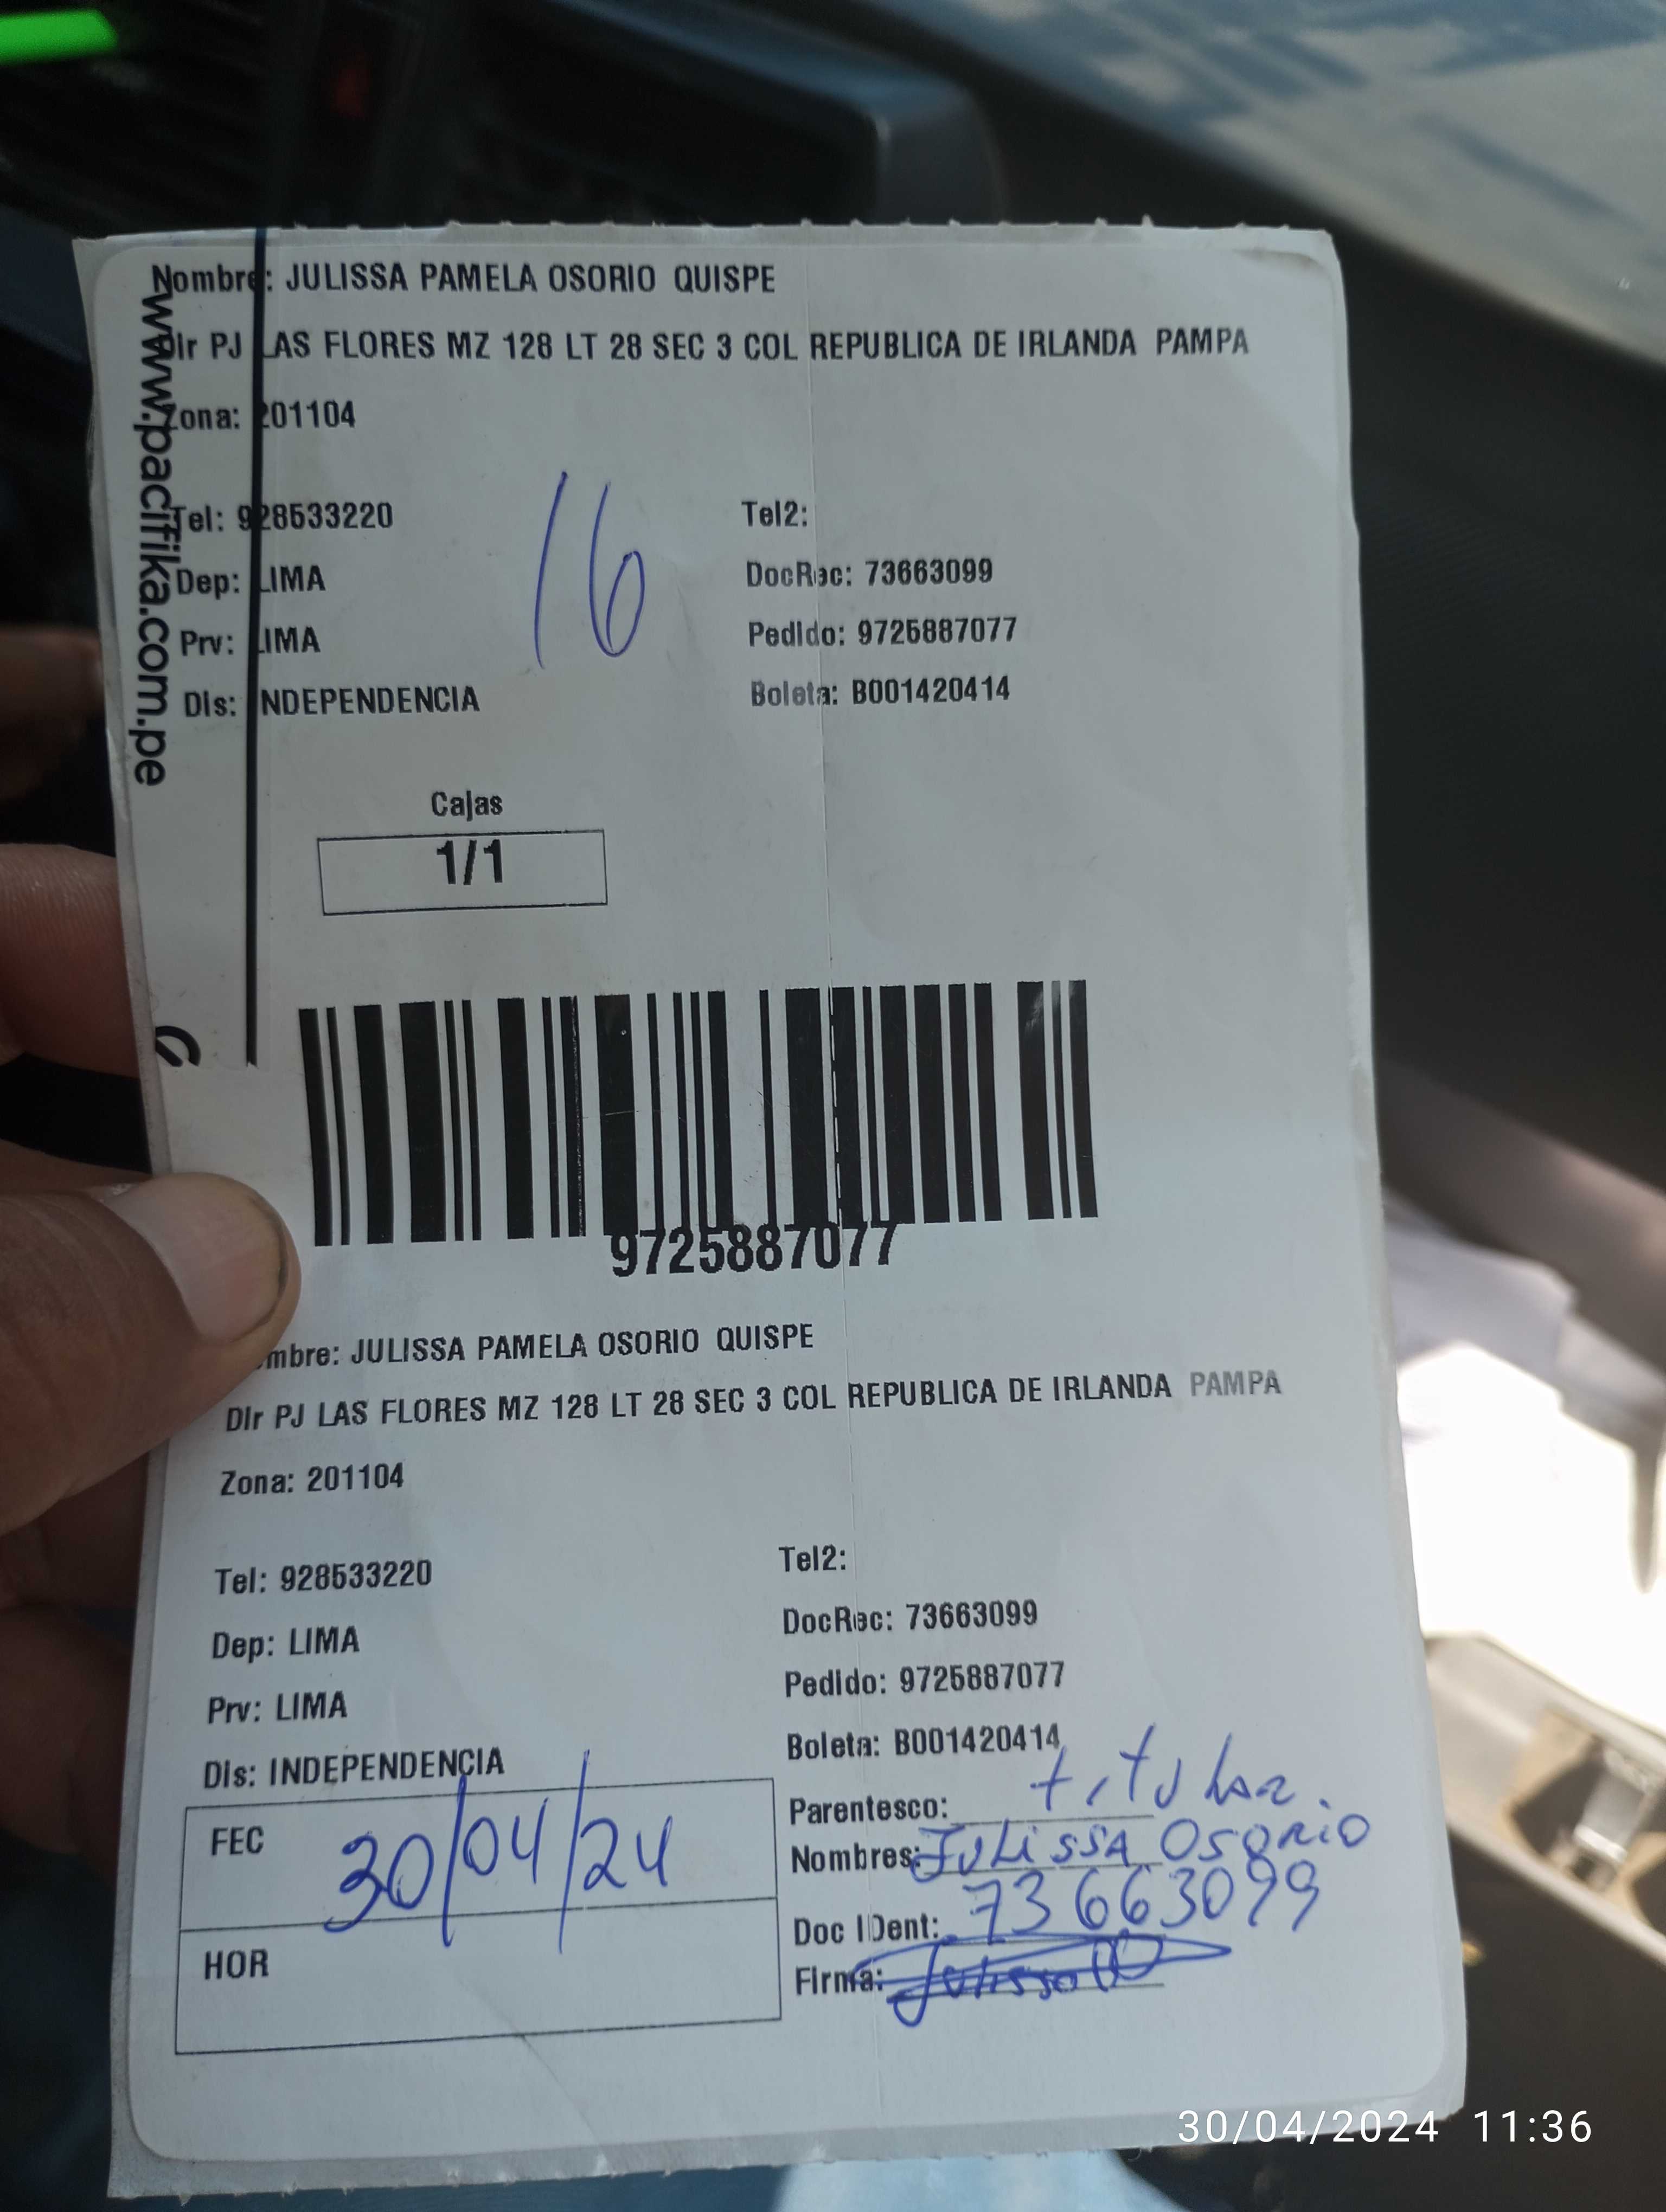 Nombre: JULISSA PAMELA OSORIO QUISPE
Dir PJ LAS FLORES MZ 128 LT 28 SEC 3 COL REPUBLICA DE IRLANDA PAMPA
Zona: 201104
Tel: 928533220
Tel2:
Dep: LIMA
DocRec: 73663099
Prv: LIMA
Pedido: 9725887077
Dis: INDEPENDENCIA
Boleta: B001420414
16
www.pacifika.com.pe
Cajas
1/1
9725887077
mbre: JULISSA PAMELA OSORIO QUISPE
Dir PJ LAS FLORES MZ 128 LT 28 SEC 3 COL REPUBLICA DE IRLANDA PAMPA
Zona: 201104
Tel: 928533220
Tel2:
Dep: LIMA
DocRec: 73663099
Prv: LIMA
Pedido: 9725887077
Dis: INDEPENDENCIA
Boleta: B001420414
FEC 30/04/24
HOR
Parentesco: titular.
Nombres: JULISSA OSORIO
Doc IDent: 73663099
Firma: Julissa O
30/04/2024 11:36